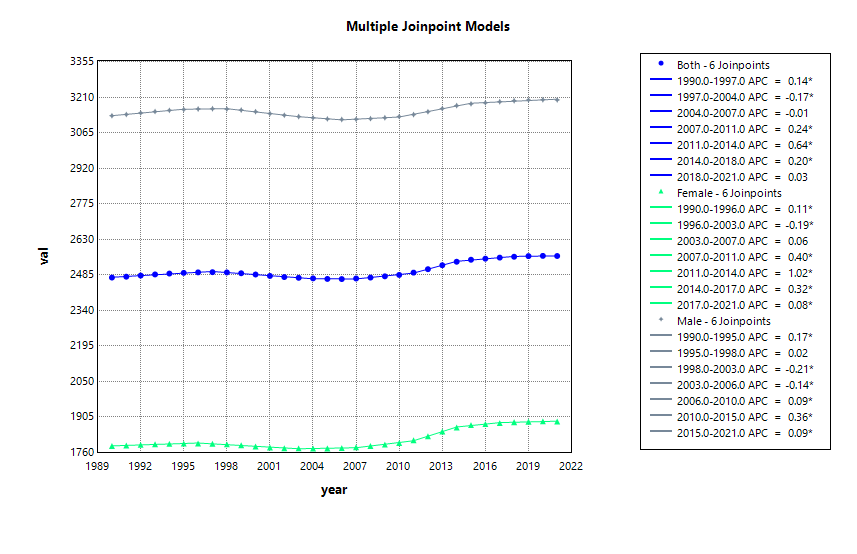 Multiple Joinpoint Models
3355
3210
3065
2920
2775
2630
2485
2340
2195
2050
1905
1760
val
1989 1992 1995 1998 2001 2004 2007 2010 2013 2016 2019 2022
year
Both - 6 Joinpoints
1990.0-1997.0 APC = 0.14*
1997.0-2004.0 APC = -0.17*
2004.0-2007.0 APC = -0.01
2007.0-2011.0 APC = 0.24*
2011.0-2014.0 APC = 0.64*
2014.0-2018.0 APC = 0.20*
2018.0-2021.0 APC = 0.03
Female - 6 Joinpoints
1990.0-1996.0 APC = 0.11*
1996.0-2003.0 APC = -0.19*
2003.0-2007.0 APC = 0.06
2007.0-2011.0 APC = 0.40*
2011.0-2014.0 APC = 1.02*
2014.0-2017.0 APC = 0.32*
2017.0-2021.0 APC = 0.08*
Male - 6 Joinpoints
1990.0-1995.0 APC = 0.17*
1995.0-1998.0 APC = 0.02
1998.0-2003.0 APC = -0.21*
2003.0-2006.0 APC = -0.14*
2006.0-2010.0 APC = 0.09*
2010.0-2015.0 APC = 0.36*
2015.0-2021.0 APC = 0.09*